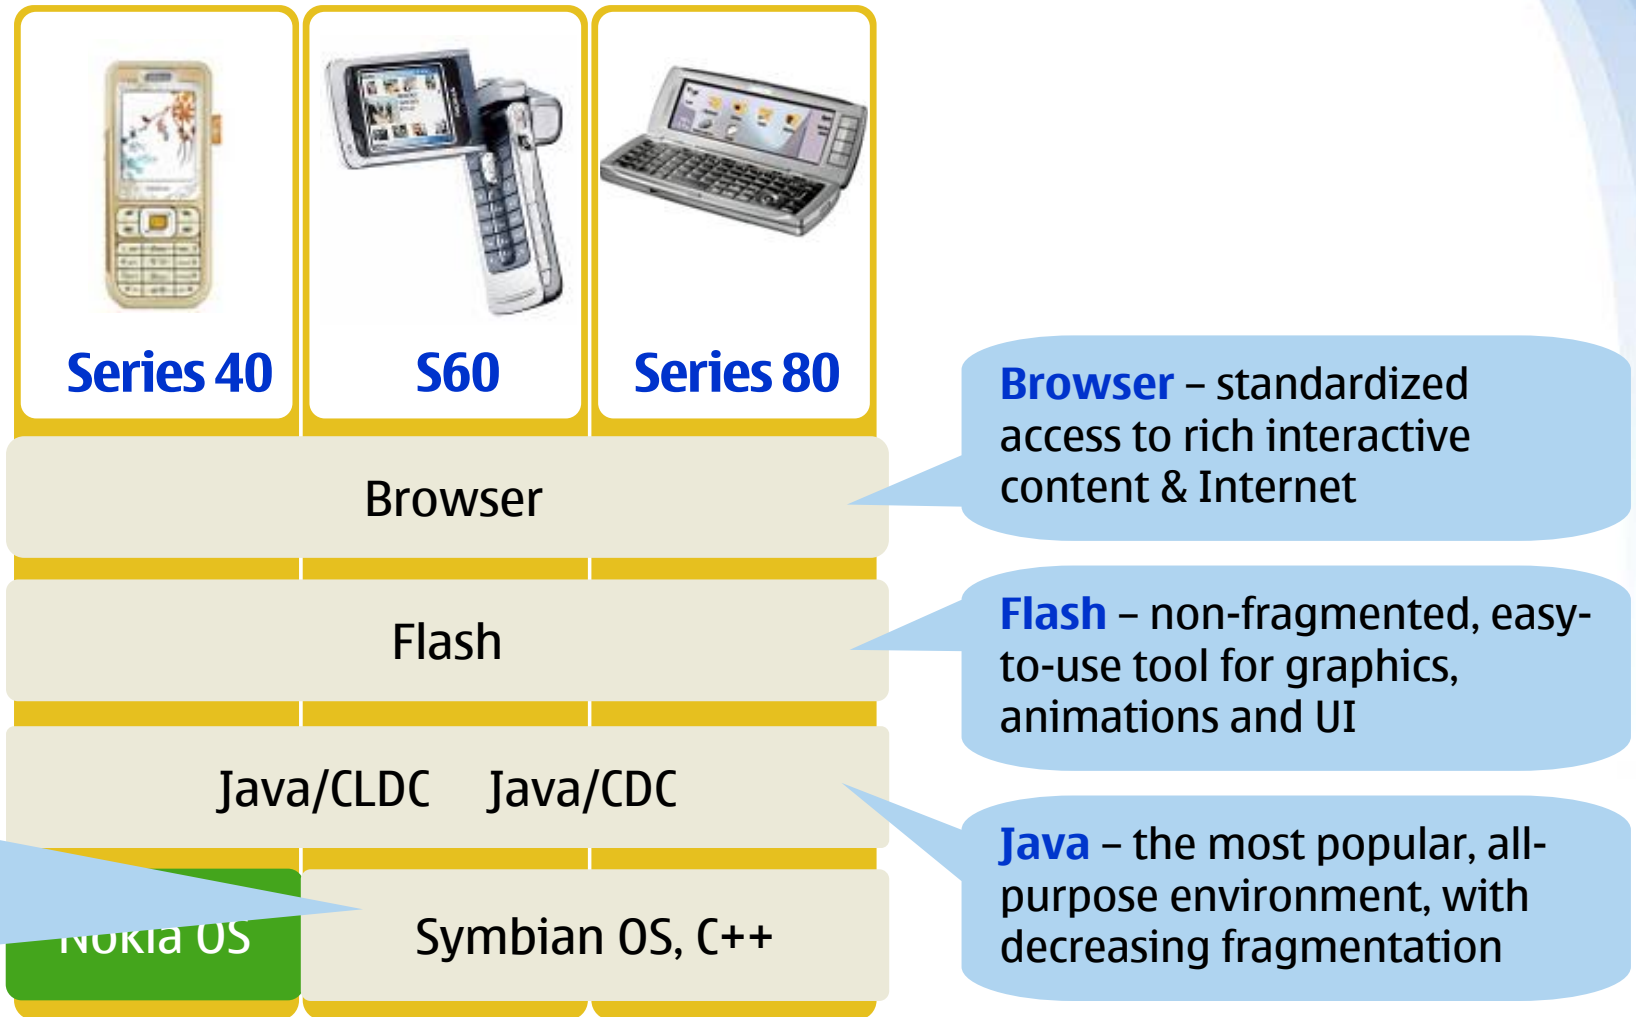 Series 40
S60
Series 80
Browser
Flash
Java/CLDC Java/CDC
Nokia OS
Symbian OS, C++
Browser – standardized
access to rich interactive
content & Internet
Flash – non-fragmented, easy-
to-use tool for graphics,
animations and UI
Java – the most popular, all-
purpose environment, with
decreasing fragmentation